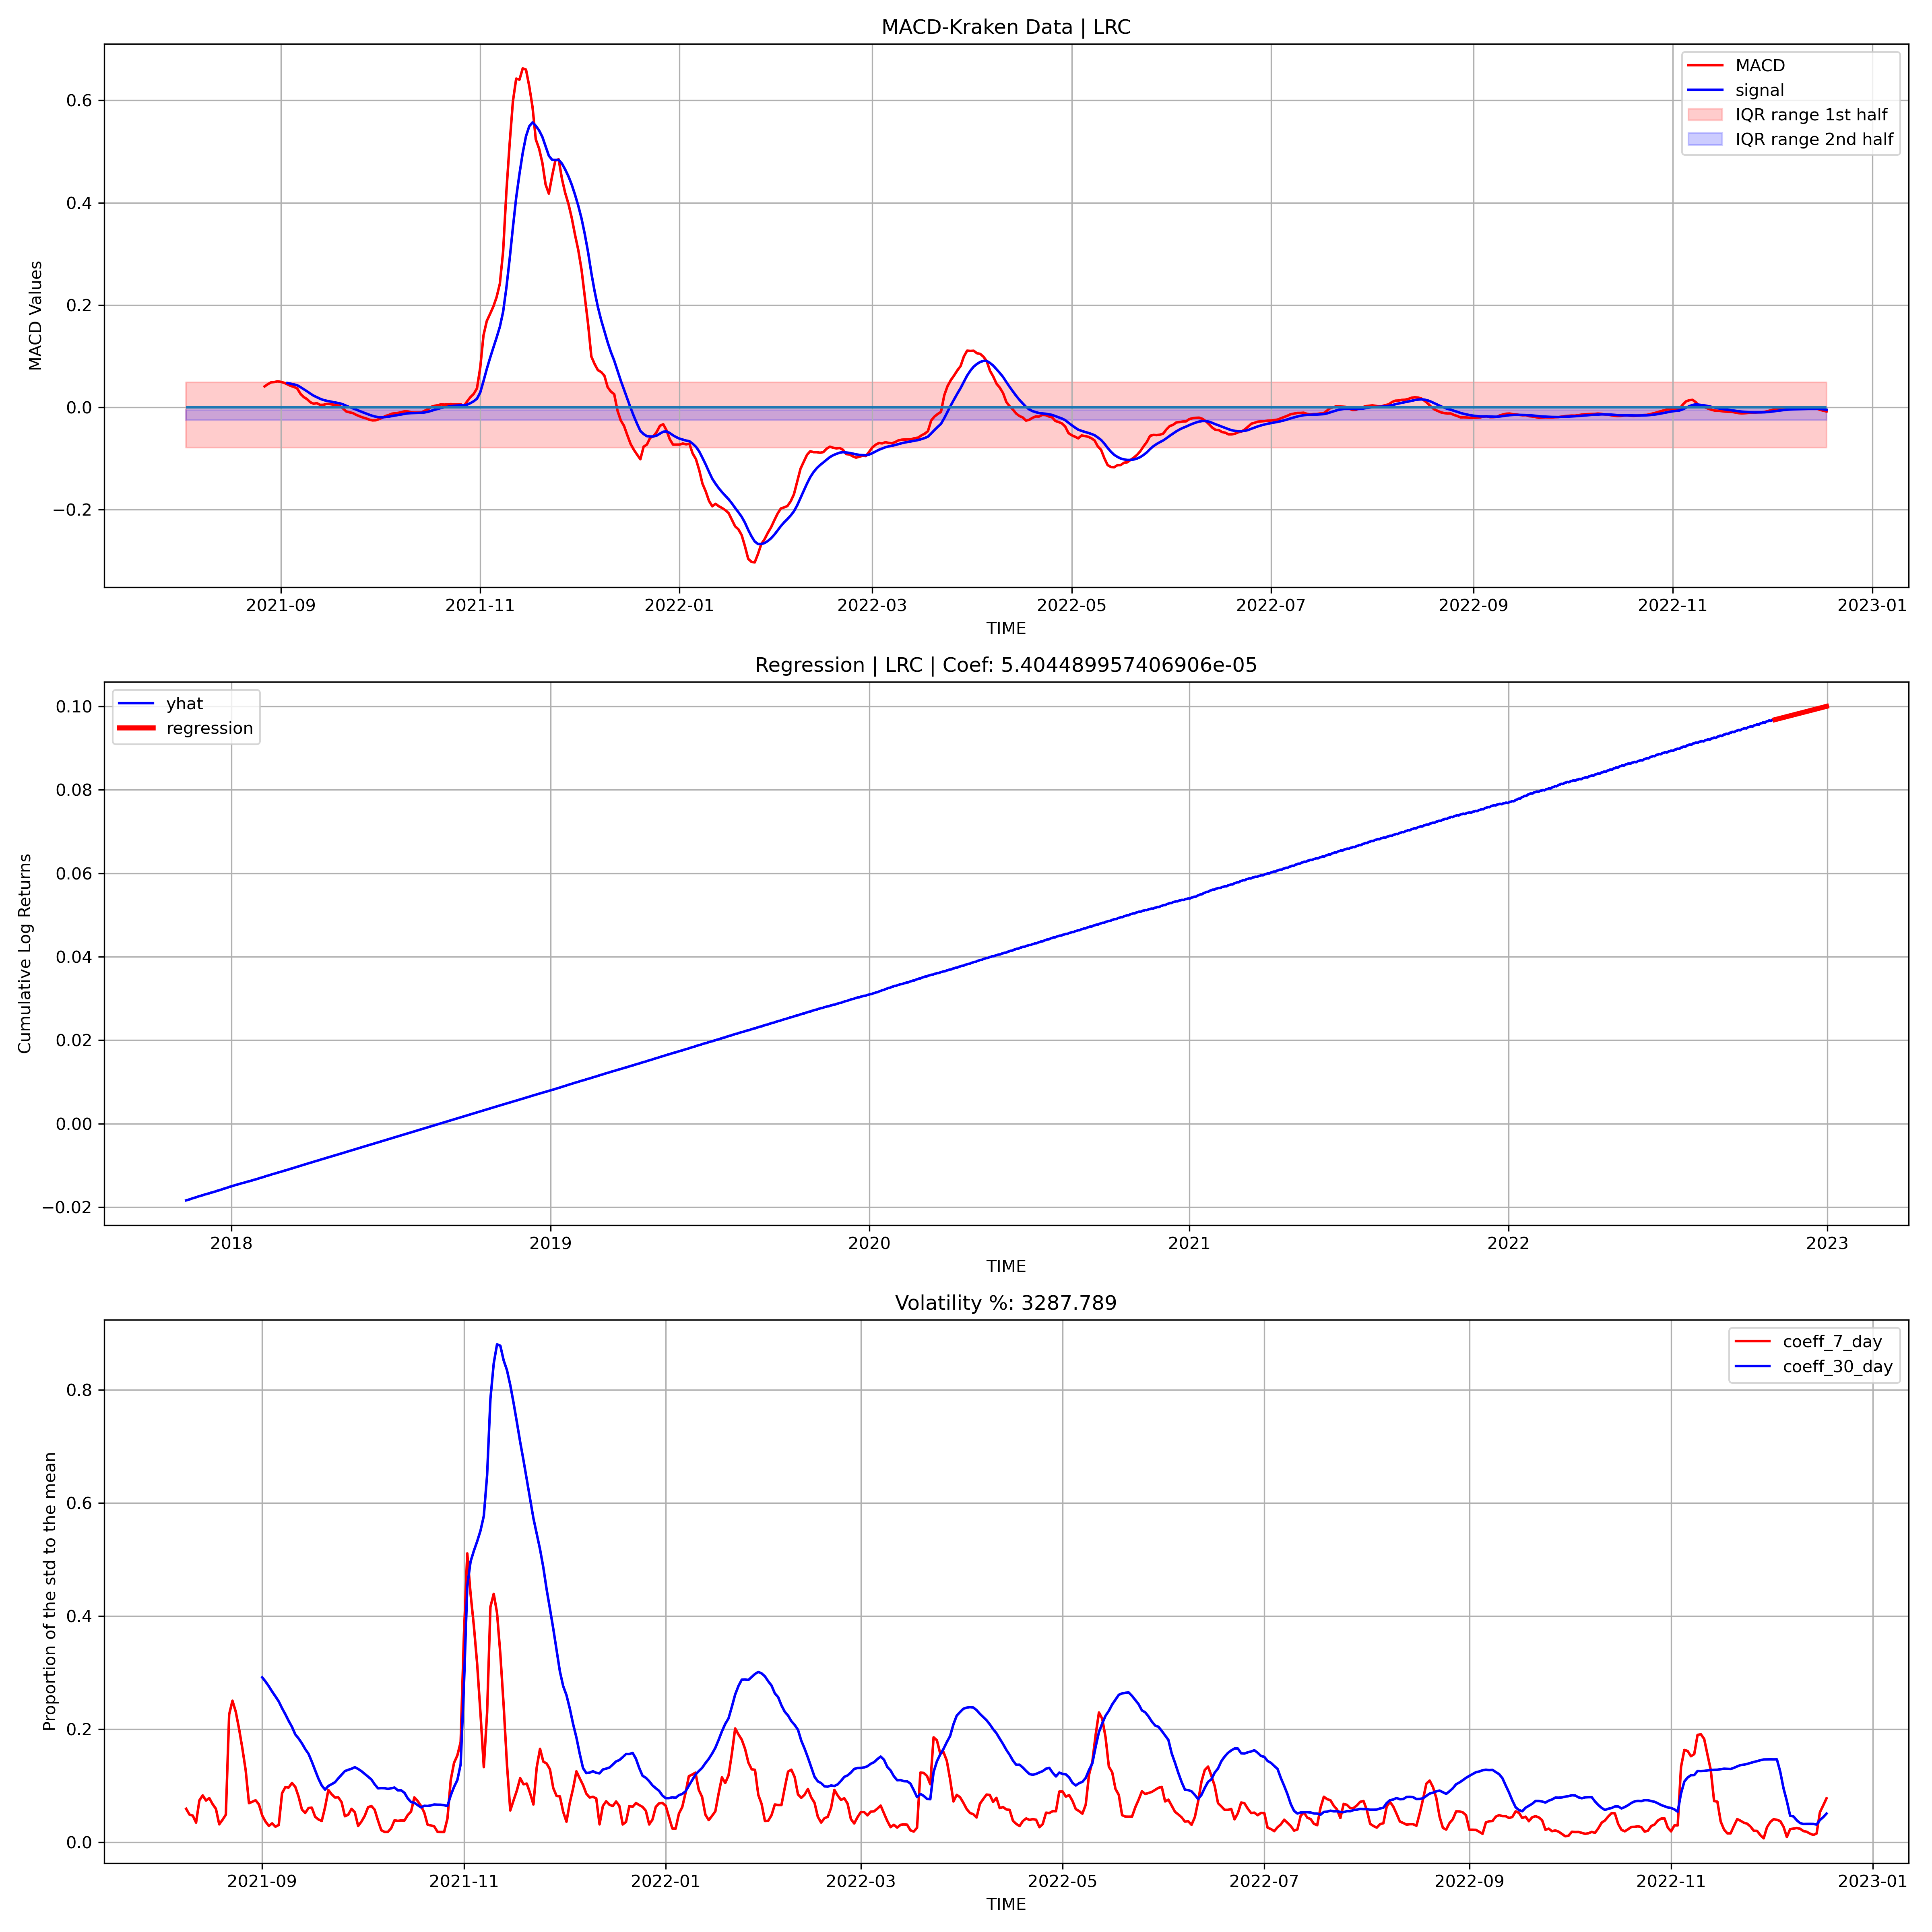 MACD-Kraken Data | LRC
MACD
signal
IQR range 1st half
IQR range 2nd half
MACD Values
0.6
0.4
0.2
0.0
−0.2
2021-09 2021-11 2022-01 2022-03 2022-05 2022-07 2022-09 2022-11 2023-01
TIME
Regression | LRC | Coef: 5.404489957406906e-05
yhat
regression
Cumulative Log Returns
0.10
0.08
0.06
0.04
0.02
0.00
−0.02
2018 2019 2020 2021 2022 2023
TIME
Volatility %: 3287.789
coeff_7_day
coeff_30_day
Proportion of the std to the mean
0.8
0.6
0.4
0.2
0.0
2021-09 2021-11 2022-01 2022-03 2022-05 2022-07 2022-09 2022-11 2023-01
TIME